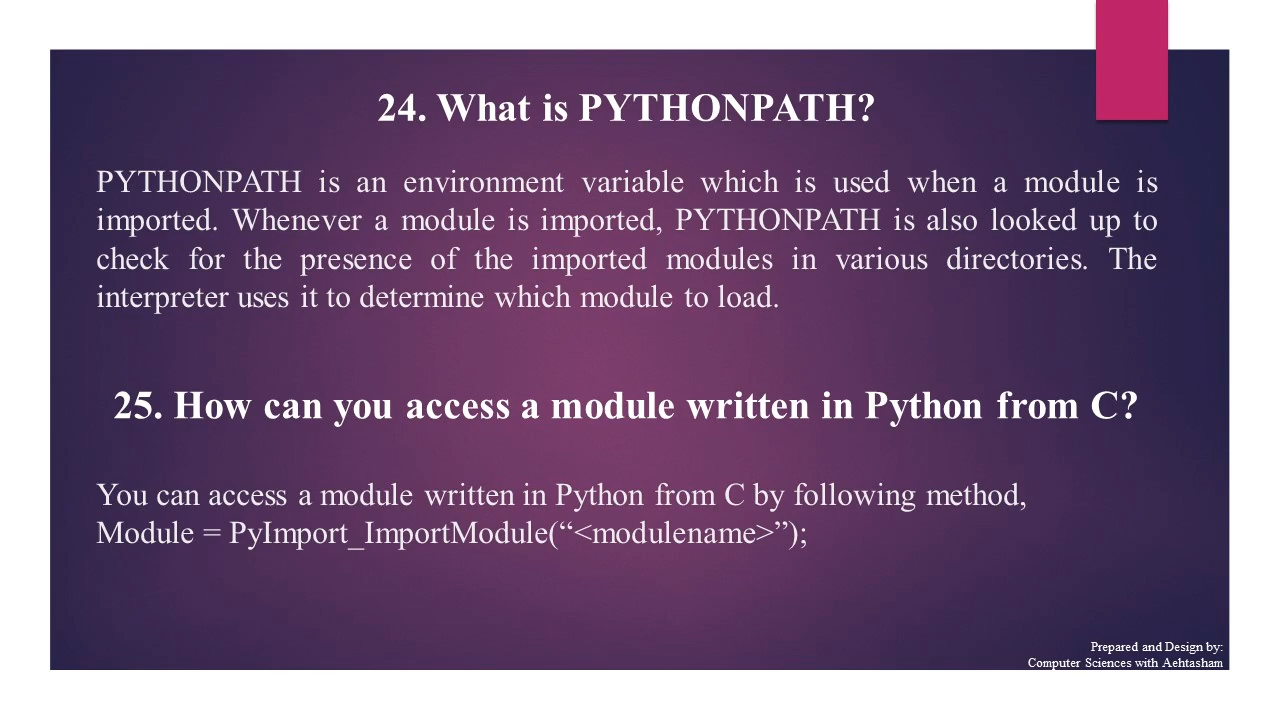 24. What is PYTHONPATH?
PYTHONPATH is an environment variable which is used when a module is
imported. Whenever a module is imported, PYTHONPATH is also looked up to
check for the presence of the imported modules in various directories. The
interpreter uses it to determine which module to load.
25. How can you access a module written in Python from C?
You can access a module written in Python from C by following method,
Module = PyImport_ImportModule(“<modulename>”);
Prepared and Design by:
Computer Sciences with Aehtasham